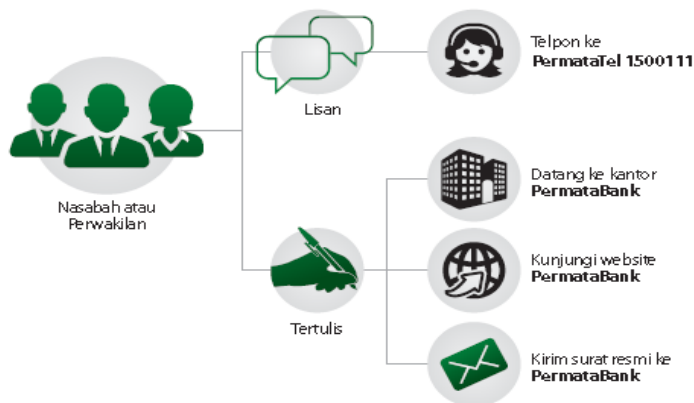 Telpon ke
PermataTel 1500111
Lisan
Nasabah atau
Perwakilan
Datang ke kantor
PermataBank
Kunjungi website
PermataBank
Tertulis
Kirim surat resmi ke
PermataBank